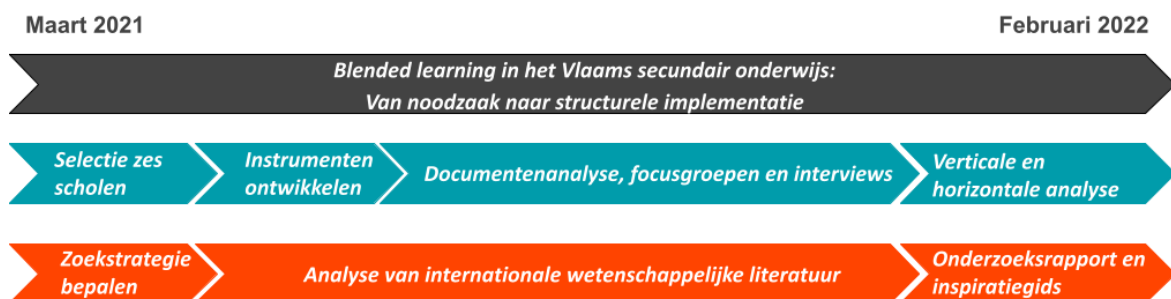 Maart 2021
Februari 2022
Blended learning in het Vlaams secundair onderwijs:
Van noodzaak naar structurele implementatie
Selectie zes
scholen
Instrumenten
ontwikkelen
Documentenanalyse, focusgroepen en interviews
Verticale en
horizontale analyse
Zoekstrategie
bepalen
Analyse van internationale wetenschappelijke literatuur
Onderzoeksrapport en
inspiratiegids